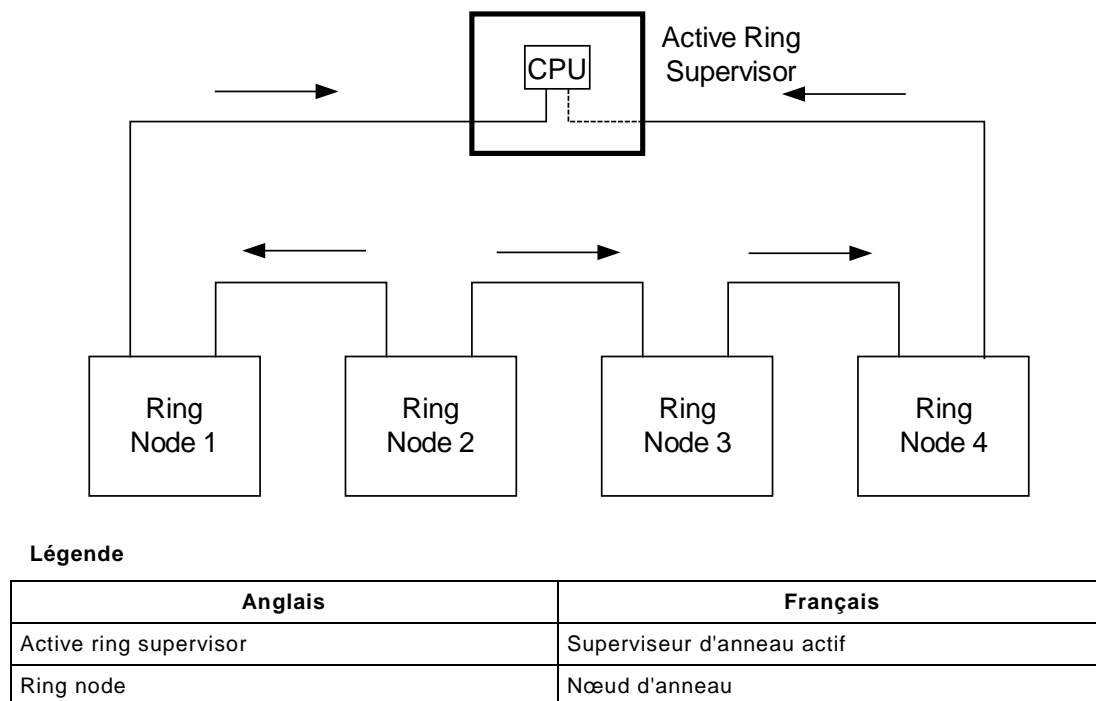 CPU
Active Ring
Supervisor
Ring
Node 1
Ring
Node 2
Ring
Node 3
Ring
Node 4
Légende
Anglais Français
Active ring supervisor Superviseur d'anneau actif
Ring node Nœud d'anneau